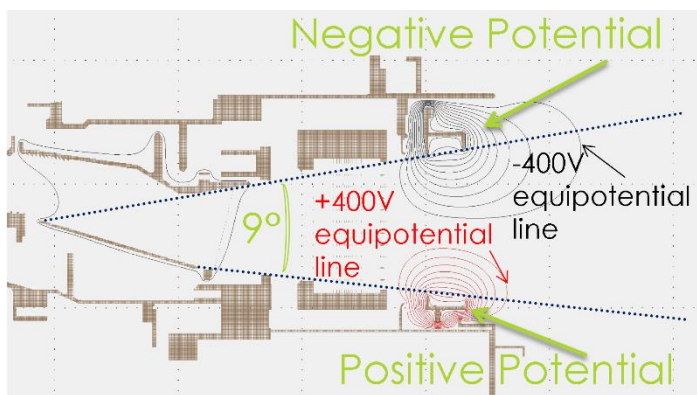 Negative Potential
-400V
equipotential
line
+400V
equipotential
line
9°
Positive Potential